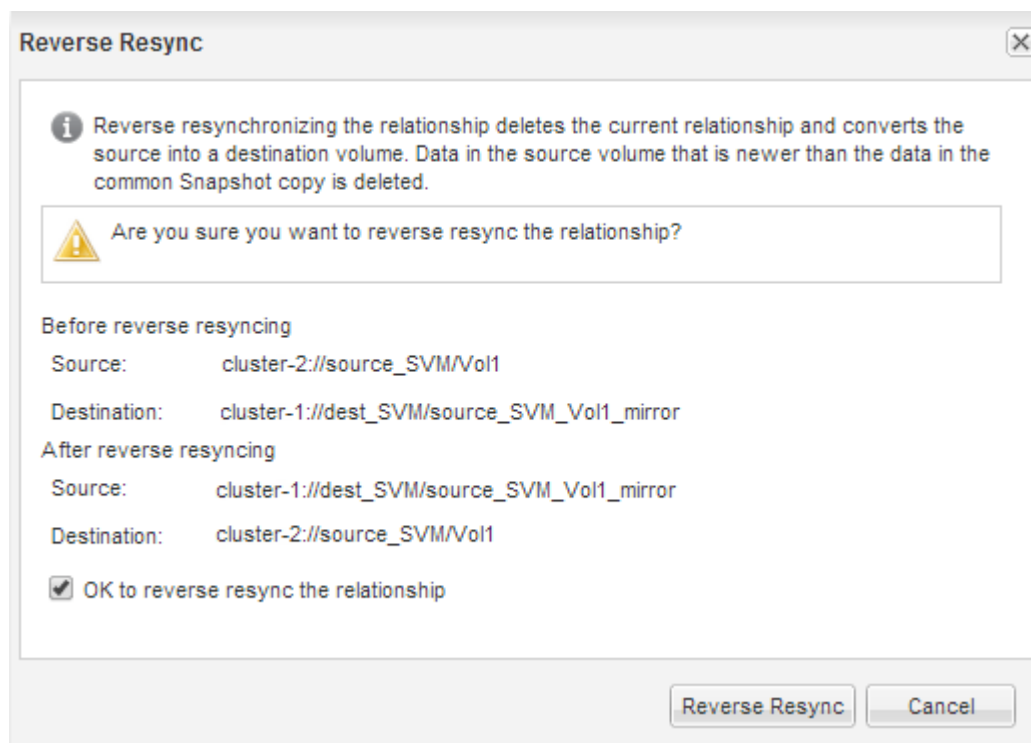 Reverse Resync
Reverse resynchronizing the relationship deletes the current relationship and converts the
source into a destination volume. Data in the source volume that is newer than the data in the
common Snapshot copy is deleted.
Are you sure you want to reverse resync the relationship?
Before reverse resyncing
Source: cluster-2://source_SVM/Vol1
Destination: cluster-1://dest_SVM/source_SVM_Vol1_mirror
After reverse resyncing
Source: cluster-1://dest_SVM/source_SVM_Vol1_mirror
Destination: cluster-2://source_SVM/Vol1
OK to reverse resync the relationship
Reverse Resync Cancel